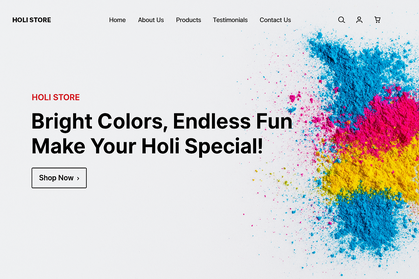 HOLI STORE
Home
About Us
Products
Testimonials
Contact Us
HOLI STORE
Bright Colors, Endless Fun
Make Your Holi Special!
Shop Now ›